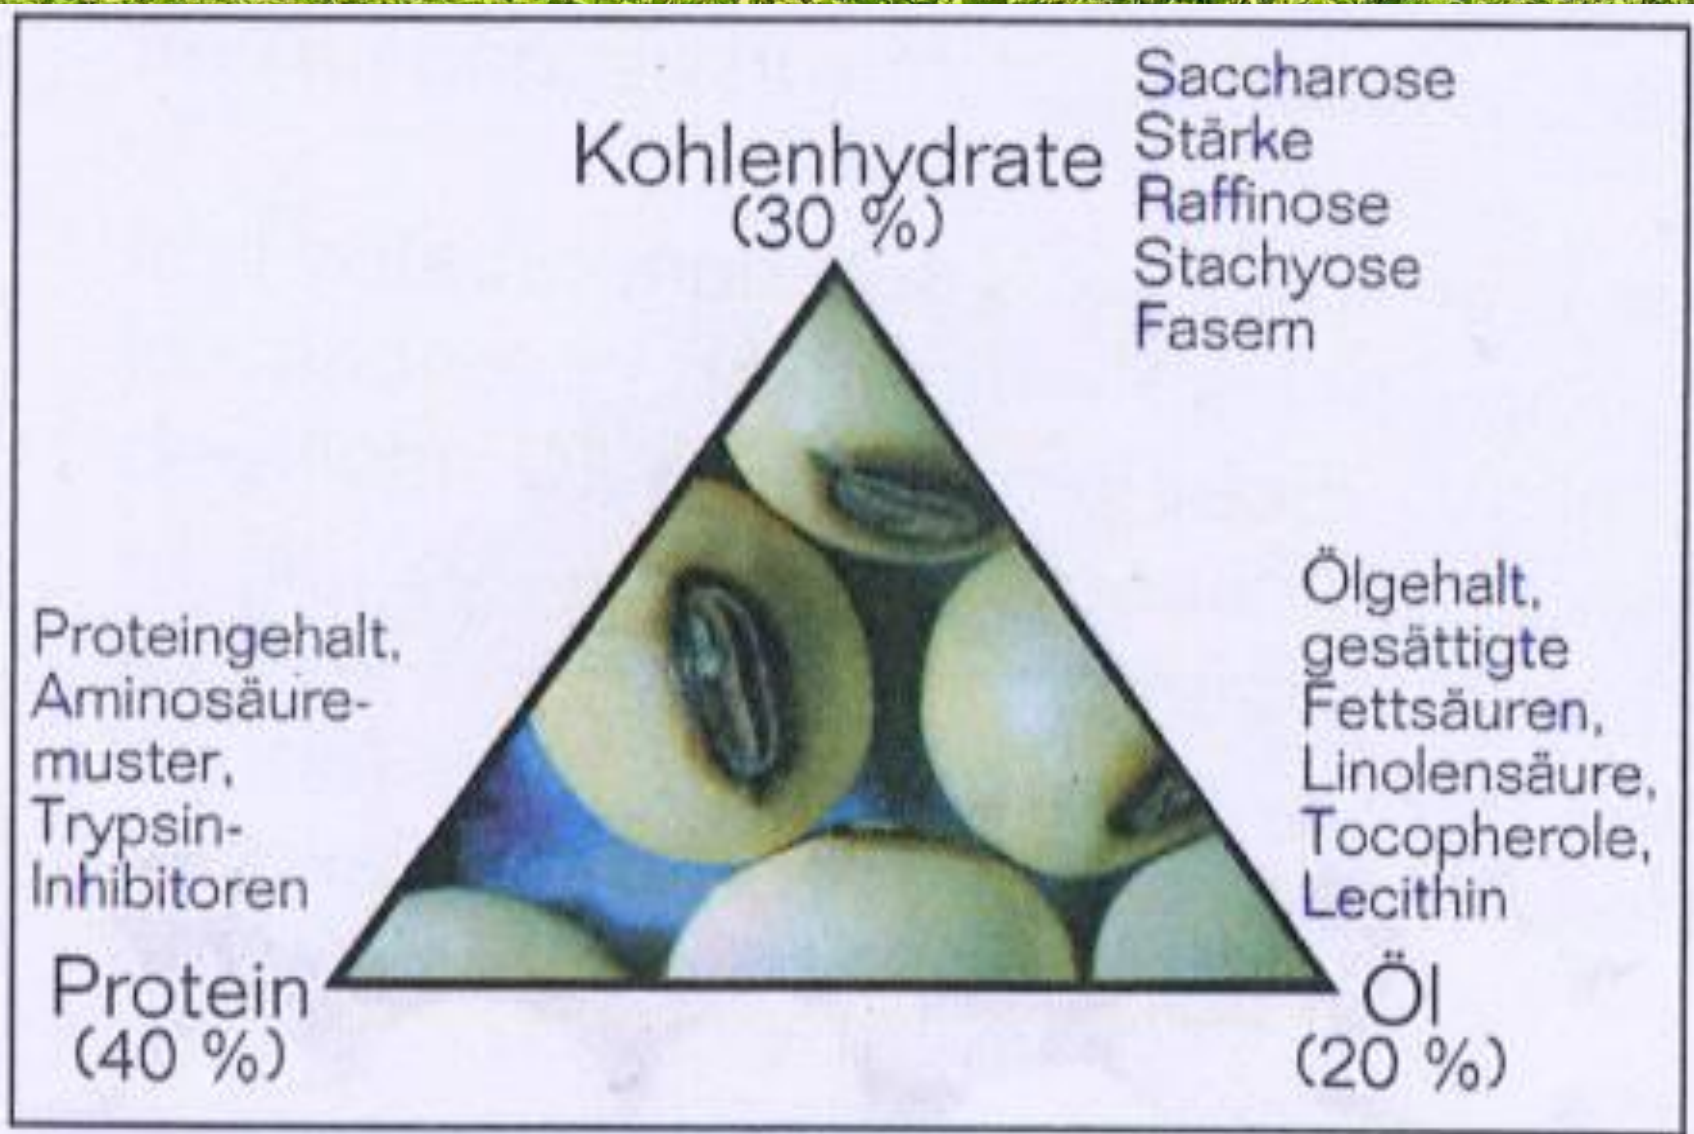 Kohlenhydrate
(30 %)
Saccharose
Stärke
Raffinose
Stachyose
Fasern
Proteingehalt,
Aminosäure-
muster,
Trypsin-
Inhibitoren
Protein
(40 %)
Ölgehalt,
gesättigte
Fettsäuren,
Linolensäure,
Tocopherole,
Lecithin
Öl
(20 %)